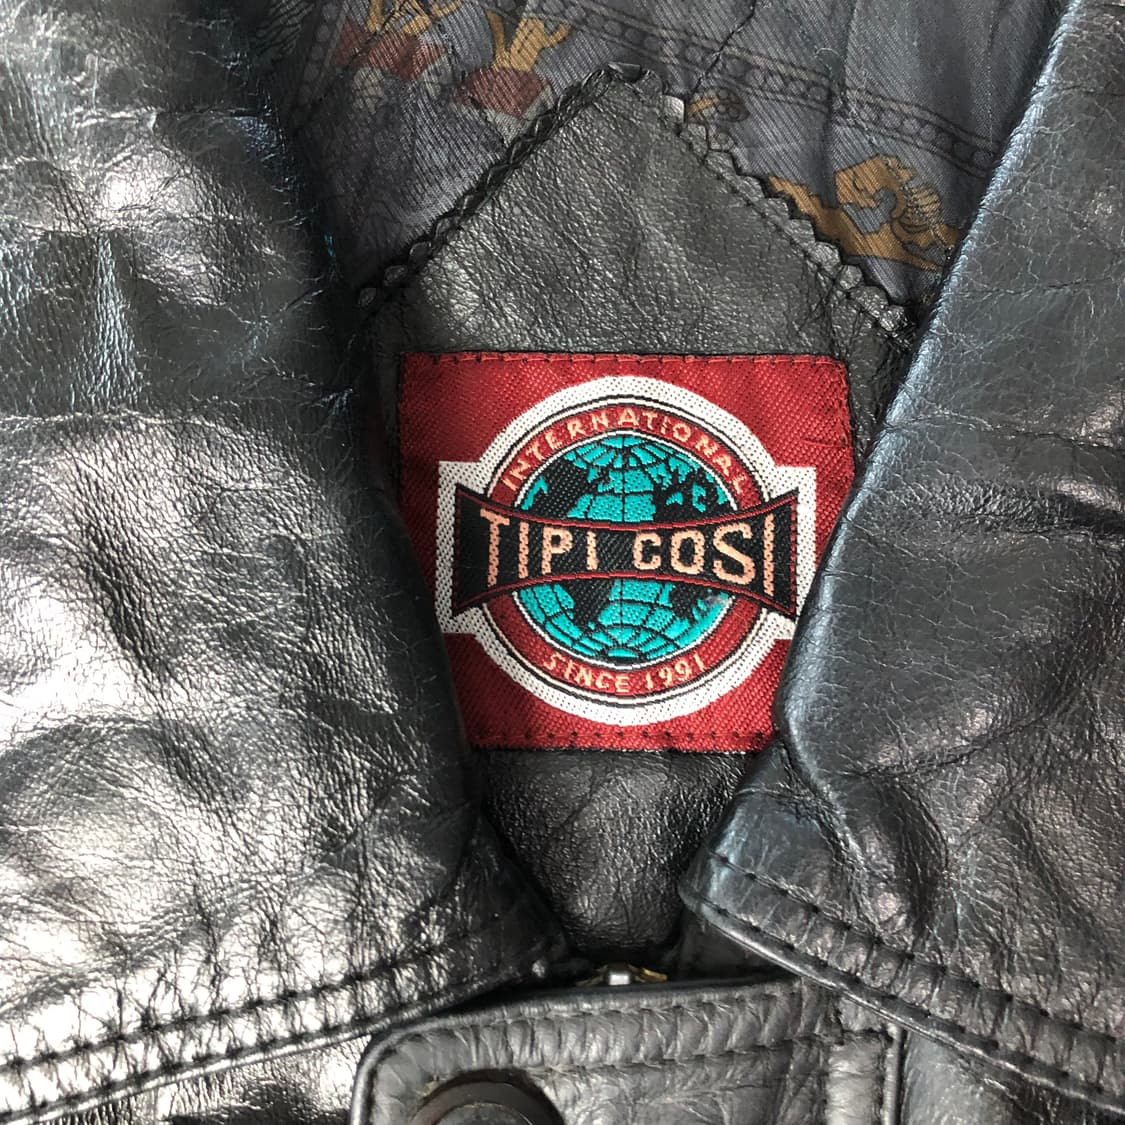 INTERNATIONAL
TIPI COSI
SINCE 1991